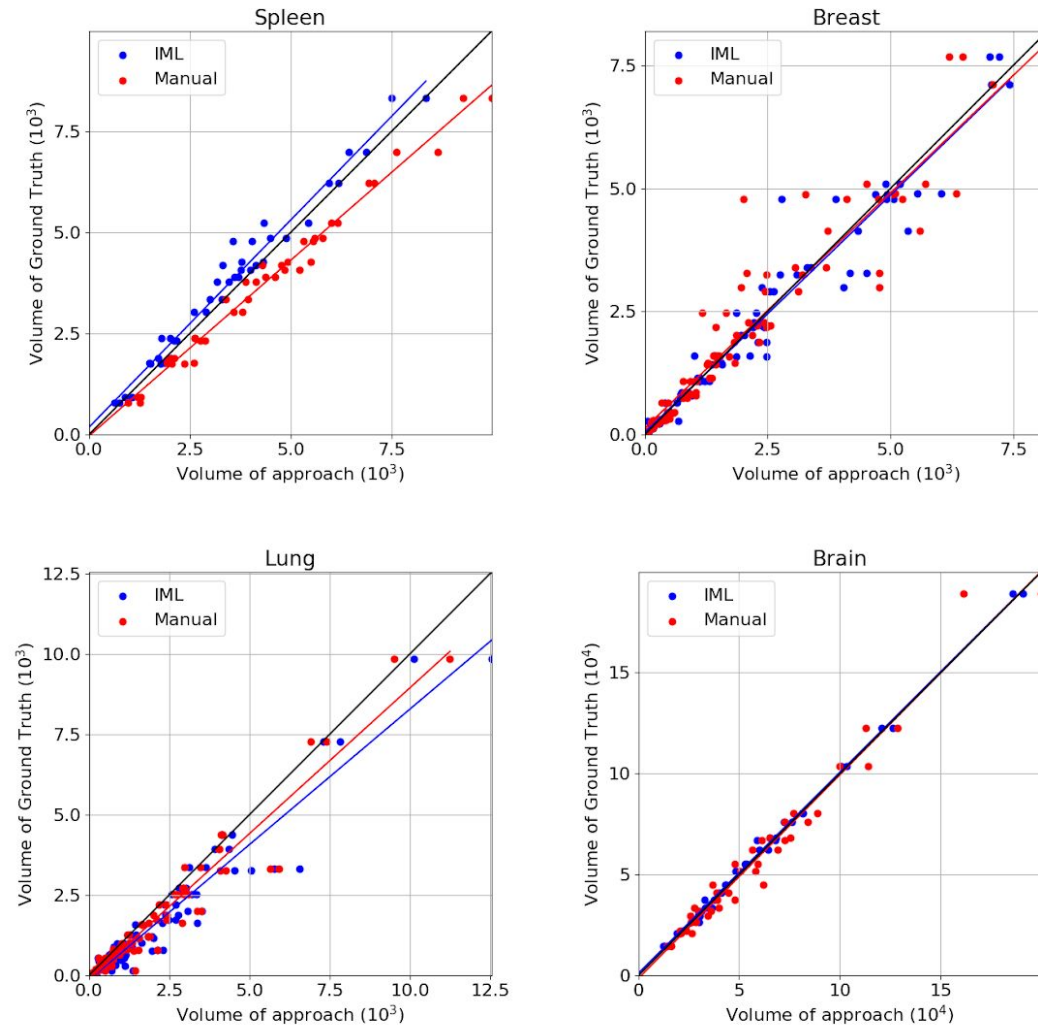 Spleen
IML
Manual
Volume of Ground Truth (10³)
7.5
5.0
2.5
0.0
0.0 2.5 5.0 7.5
Volume of approach (10³)
Breast
IML
Manual
Volume of Ground Truth (10³)
7.5
5.0
2.5
0.0
0.0 2.5 5.0 7.5
Volume of approach (10³)
Lung
IML
Manual
Volume of Ground Truth (10³)
12.5
10.0
7.5
5.0
2.5
0.0
0.0 2.5 5.0 7.5 10.0 12.5
Volume of approach (10³)
Brain
IML
Manual
Volume of Ground Truth (10⁴)
15
10
5
0
0 5 10 15
Volume of approach (10⁴)